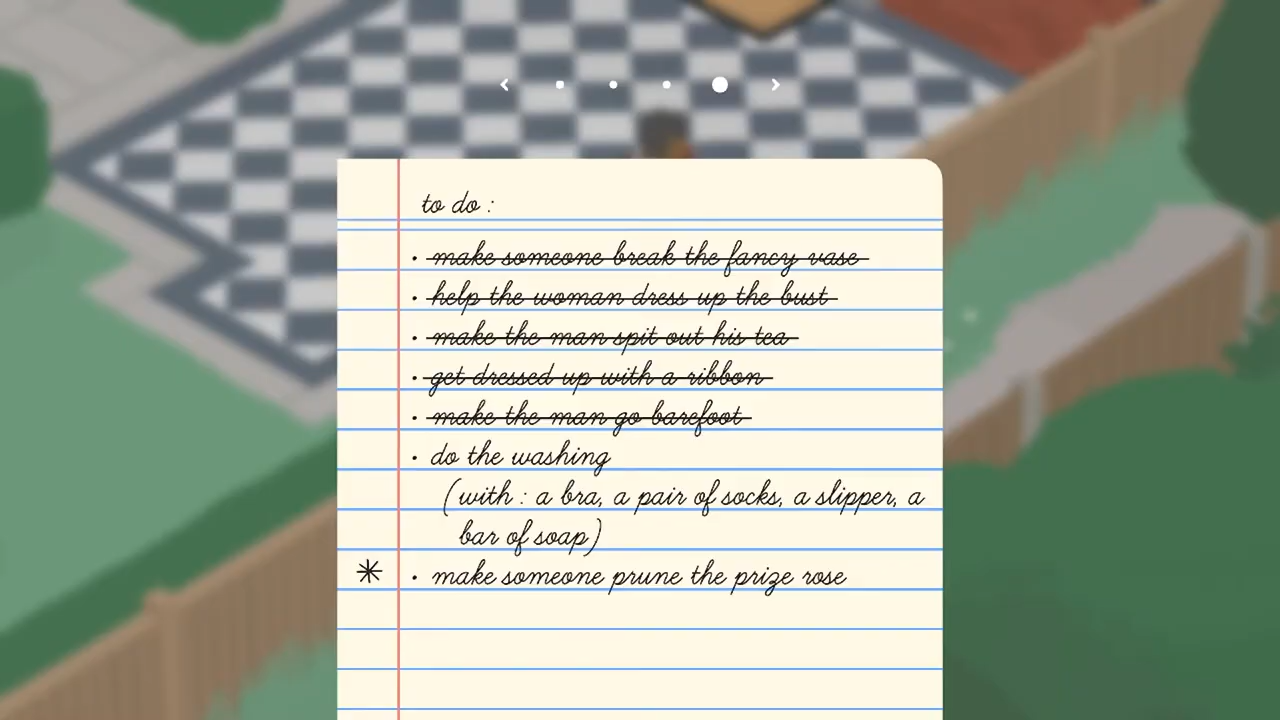 to do :
• make someone break the fancy vase
• help the woman dress up the bust
• make the man spit out his tea
• get dressed up with a ribbon
• make the man go barefoot
• do the washing
(with : a bra, a pair of socks, a slipper, a
bar of soap)
• make someone prune the prize rose